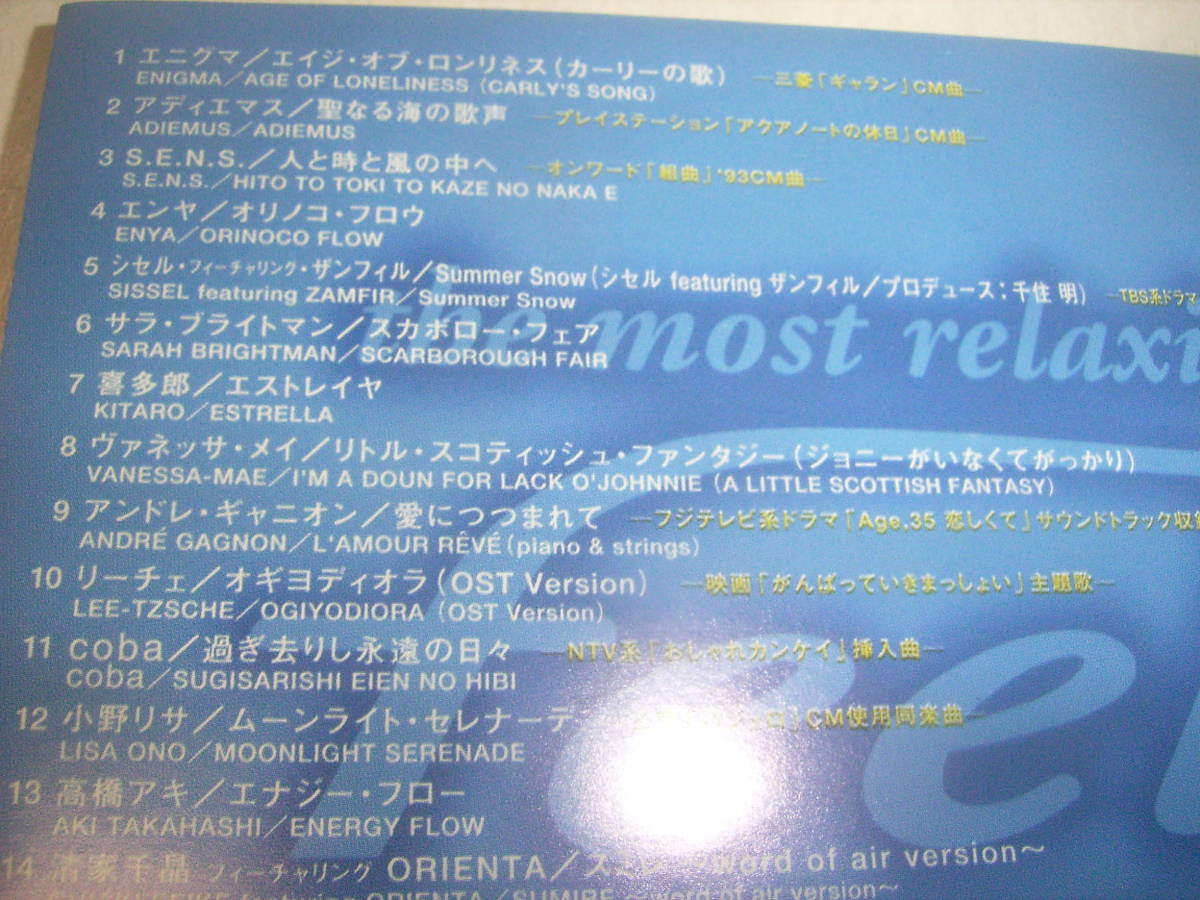 1 エニグマ／エイジ・オブ・ロンリネス(カーリーの歌) ―三菱「ギャラン」CM曲―
ENIGMA／AGE OF LONELINESS (CARLY'S SONG)
2 アディエマス／聖なる海の歌声 ―プレイステーション「アクアノートの休日」CM曲―
ADIEMUS／ADIEMUS
3 S.E.N.S.／人と時と風の中へ ―オンワード「組曲」'93CM曲―
S.E.N.S.／HITO TO TOKI TO KAZE NO NAKA E
4 エンヤ／オリノコ・フロウ
ENYA／ORINOCO FLOW
5 シセル・フィーチャリング・ザンフィル／Summer Snow(シセル featuring ザンフィル／プロデュース:千住 明) ―TBS系ドラマ
SISSEL featuring ZAMFIR／Summer Snow
the most relaxi
6 サラ・ブライトマン／スカボロー・フェア
SARAH BRIGHTMAN／SCARBOROUGH FAIR
7 喜多郎／エストレイヤ
KITARO／ESTRELLA
8 ヴァネッサ・メイ／リトル・スコティッシュ・ファンタジー(ジョニーがいなくてがっかり)
VANESSA-MAE／I'M A DOUN FOR LACK O'JOHNNIE (A LITTLE SCOTTISH FANTASY)
9 アンドレ・ギャニオン／愛につつまれて ―フジテレビ系ドラマ「Age,35 恋しくて」サウンドトラック収録
ANDRÉ GAGNON／L'AMOUR RÊVÉ(piano & strings)
10 リーチェ／オギヨディオラ(OST Version) ―映画「がんばっていきまっしょい」主題歌―
LEE-TZSCHE／OGIYODIORA (OST Version)
11 coba／過ぎ去りし永遠の日々 ―NTV系「おしゃれカンケイ」挿入曲―
coba／SUGISARISHI EIEN NO HIBI
12 小野リサ／ムーンライト・セレナーデ 」CM使用同楽曲―
LISA ONO／MOONLIGHT SERENADE
13 高橋アキ／エナジー・フロー
AKI TAKAHASHI／ENERGY FLOW
14 清家千晶 フィーチャリング ORIENTA／スミレ ～word of air version～
featuring ORIENTA／SUMIRE ～word of air version～